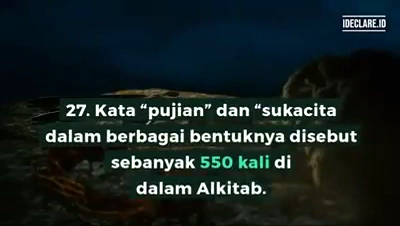 IDECLARE.ID
27. Kata “pujian” dan “sukacita
dalam berbagai bentuknya disebut
sebanyak 550 kali di
dalam Alkitab.